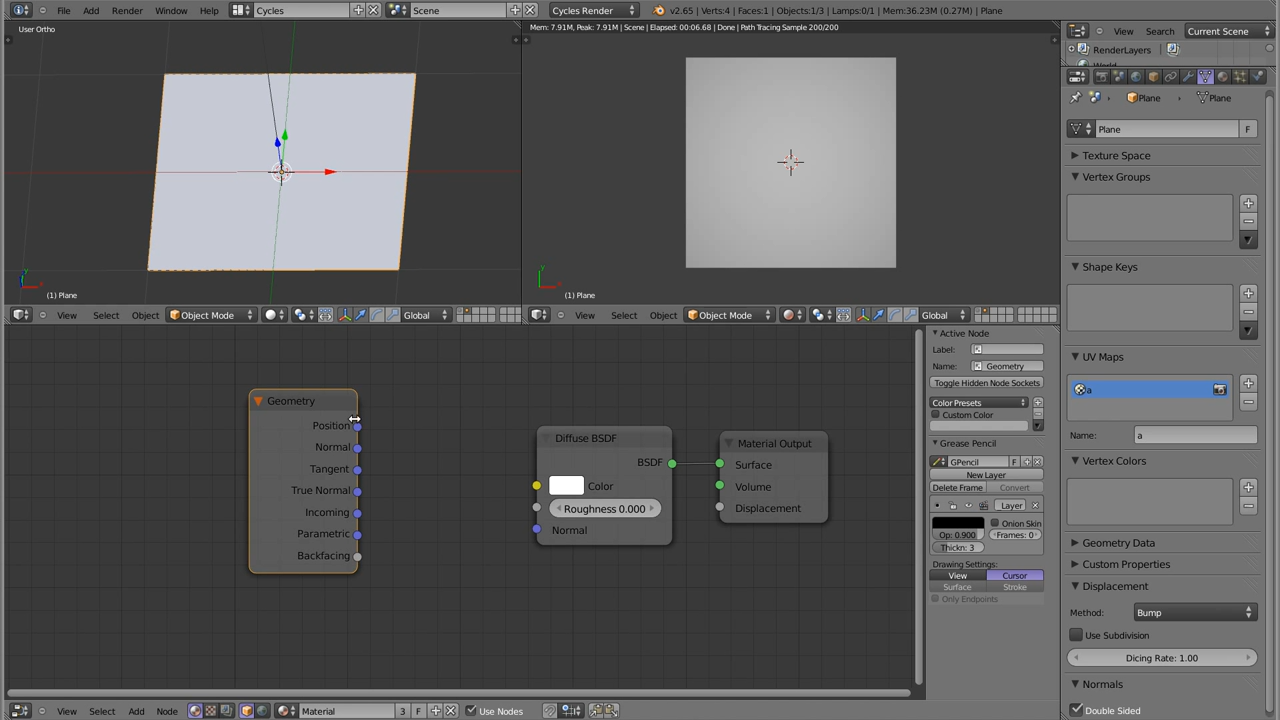 File Add Render Window Help Cycles Scene Cycles Render v2.65 | Verts:4 | Faces:1 | Objects:1/3 | Lamps:0/1 | Mem:36.23M (0.27M) | Plane
User Ortho
Mem: 7.91M, Peak: 7.91M | Scene | Elapsed: 00:06.68 | Done | Path Tracing Sample 200/200
(1) Plane
(1) Plane
View Select Object Object Mode Global
View Select Object Object Mode Global
Geometry
Position
Normal
Tangent
True Normal
Incoming
Parametric
Backfacing
Diffuse BSDF
BSDF
Color
Roughness 0.000
Normal
Material Output
Surface
Volume
Displacement
Active Node
Label:
Name: Geometry
Toggle Hidden Node Sockets
Color Presets
Custom Color
Grease Pencil
GPencil F
New Layer
Delete Frame Convert
Layer
Onion Skin
Op: 0.900 Frames: 0
Thickn: 3
Drawing Settings:
View Cursor
Surface Stroke
Only Endpoints
View Select Add Node Material 3 F Use Nodes
View Search Current Scene
RenderLayers
World
Plane Plane
Plane F
Texture Space
Vertex Groups
Shape Keys
UV Maps
a
Name: a
Vertex Colors
Geometry Data
Custom Properties
Displacement
Method: Bump
Use Subdivision
Dicing Rate: 1.00
Normals
Double Sided